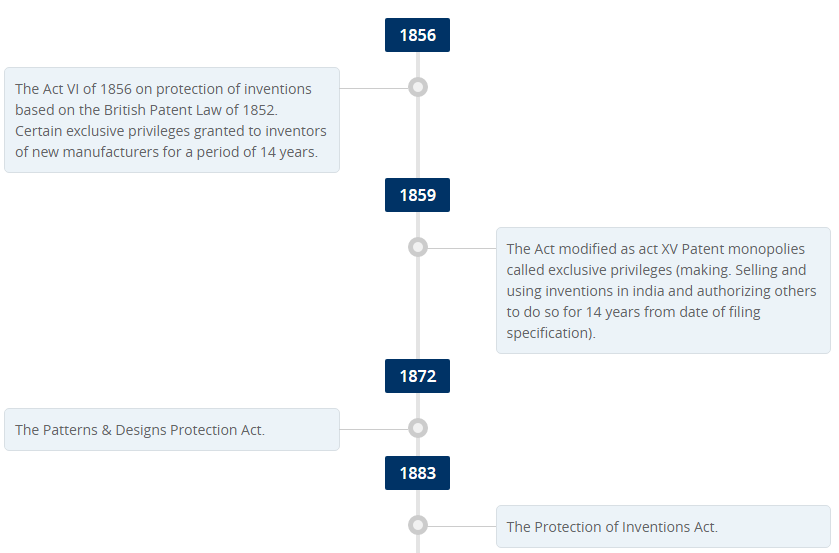 1856
The Act VI of 1856 on protection of inventions
based on the British Patent Law of 1852.
Certain exclusive privileges granted to inventors
of new manufacturers for a period of 14 years.
1859
The Act modified as act XV Patent monopolies
called exclusive privileges (making. Selling and
using inventions in india and authorizing others
to do so for 14 years from date of filing
specification).
1872
The Patterns & Designs Protection Act.
1883
The Protection of Inventions Act.